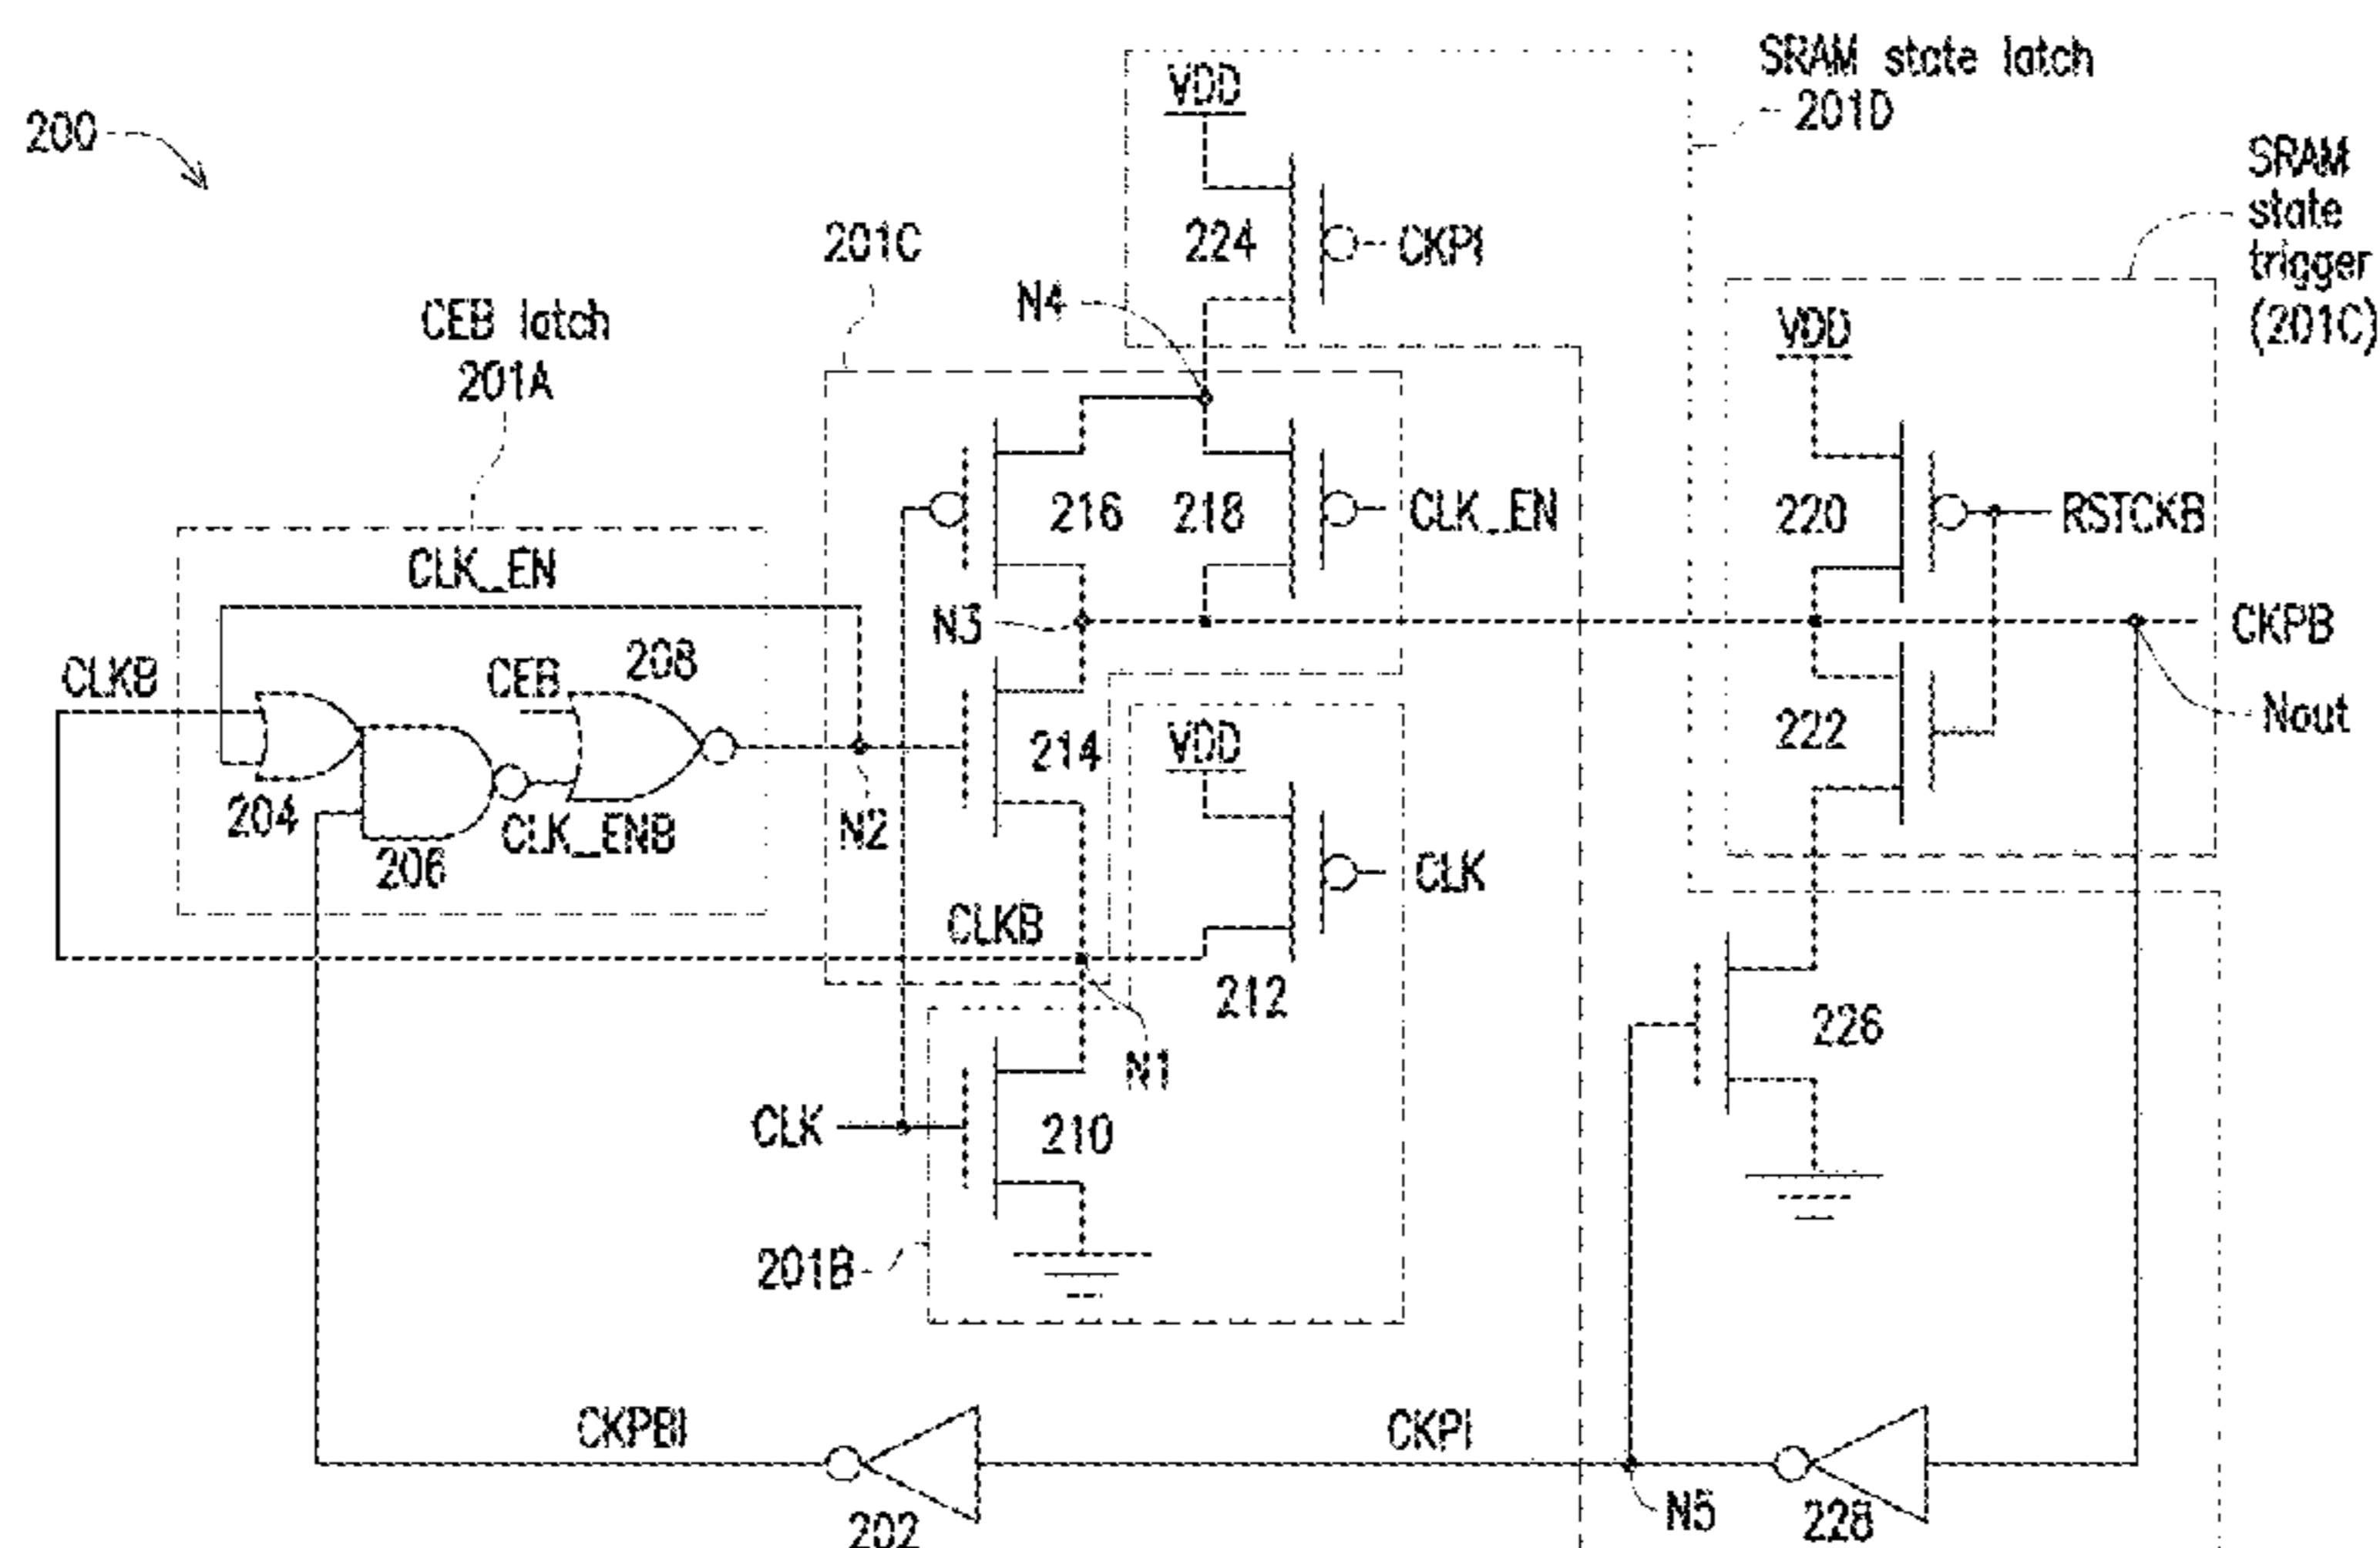 200
VDD
SRAM state latch
201D
SRAM
state
trigger
(201C)
224
CKPI
201C
N4
CEB latch
201A
VDD
216
218
CLK_EN
220
RSTCKB
CLK_EN
N3
CKPB
CLKB
208
CEB
204
206
CLK_ENB
N2
214
VDD
222
Nout
CLK
CLKB
212
226
N1
CLK
210
201B
CKPBI
CKPI
202
N5
228